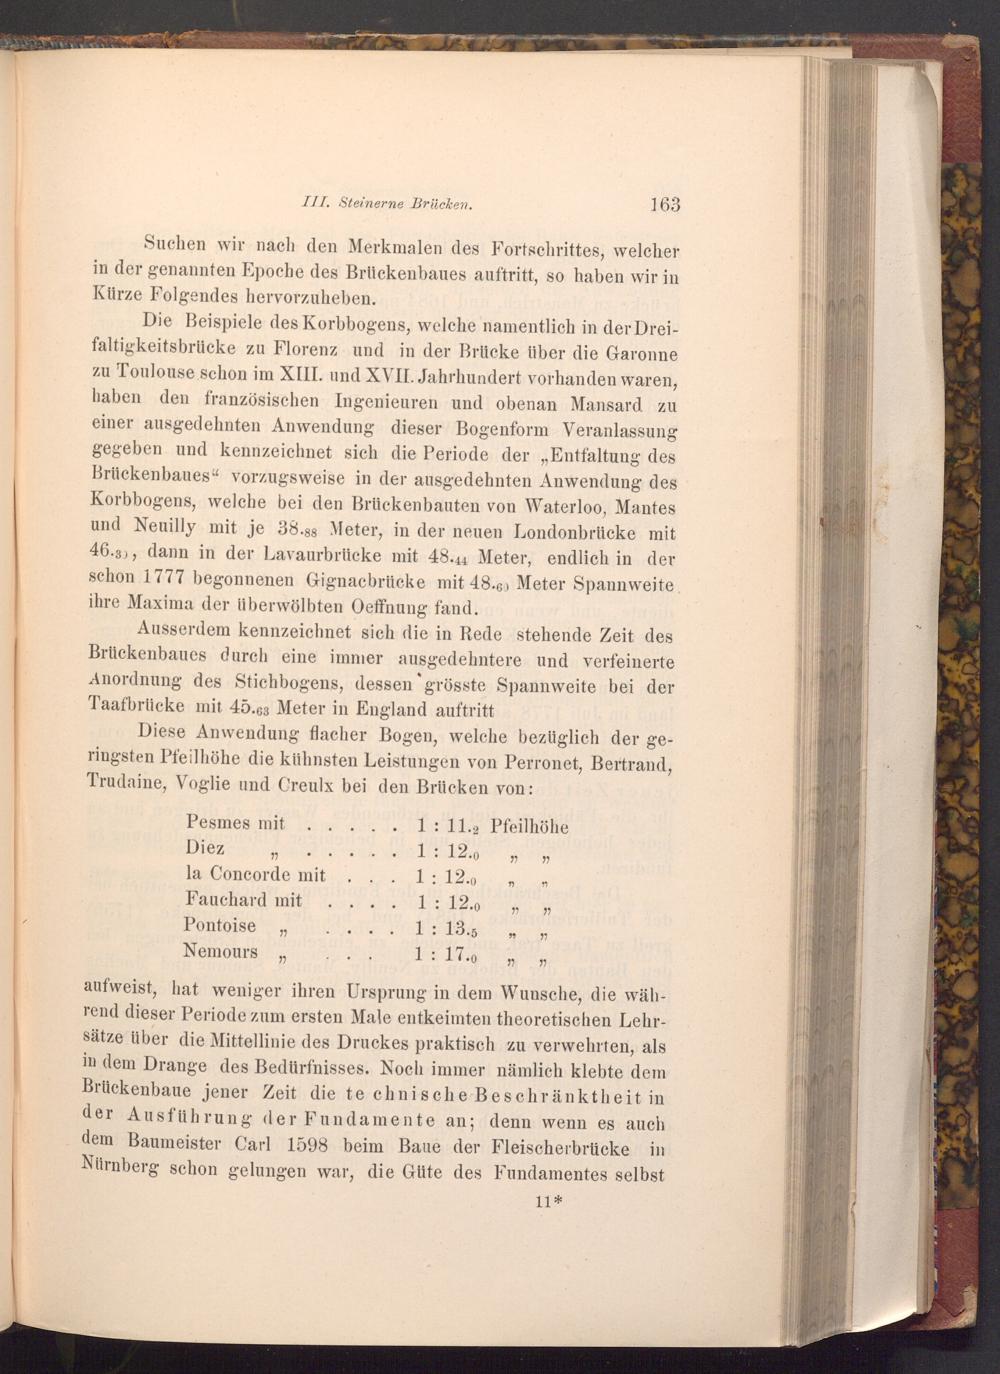 III. Steinerne Brücken. 163
Suchen wir nach den Merkmalen des Fortschrittes, welcher
in der genannten Epoche des Brückenbaues auftritt, so haben wir in
Kürze Folgendes hervorzuheben.
Die Beispiele des Korbbogens, welche namentlich in der Drei-
faltigkeitsbrücke zu Florenz und in der Brücke über die Garonne
zu Toulouse schon im XIII. und XVII. Jahrhundert vorhanden waren,
haben den französischen Ingenieuren und obenan Mansard zu
einer ausgedehnten Anwendung dieser Bogenform Veranlassung
gegeben und kennzeichnet sich die Periode der „Entfaltung des
Brückenbaues“ vorzugsweise in der ausgedehnten Anwendung des
Korbbogens, welche bei den Brückenbauten von Waterloo, Mantes
und Neuilly mit je 38.88 Meter, in der neuen Londonbrücke mit
dann in der Lavaurbrücke mit 48.44 Meter, endlich in der
schon 1777 begonnenen Gignacbrücke mit Meter Spannweite
ihre Maxima der überwölbten Oeffnung fand.
Ausserdem kennzeichnet sich die in Rede stehende Zeit des
Brückenbaues durch eine immer ausgedehntere und verfeinerte
Anordnung des Stichbogens, dessen grösste Spannweite bei der
Taafbrücke mit 45.63 Meter in England auftritt
Diese Anwendung flacher Bogen, welche bezüglich der ge-
ringsten Pfeilhöhe die kühnsten Leistungen von Perronet, Bertrand,
Trudaine, Voglie und Creulx bei den Brücken von:
Pesmes mit . . . . . 1 : 11.2 Pfeilhöhe
Diez „ . . . . . 1 : 12.0 „ „
la Concorde mit . . . 1 : 12.0 „ „
Fauchard mit . . . . 1 : 12.0 „ „
Pontoise „ . . . . 1 : 13.5 „ „
Nemours „ . . . 1 : 17.0 „ „
aufweist, hat weniger ihren Ursprung in dem Wunsche, die wäh-
rend dieser Periode zum ersten Male entkeimten theoretischen Lehr-
sätze über die Mittellinie des Druckes praktisch zu verwehrten, als
in dem Drange des Bedürfnisses. Noch immer nämlich klebte dem
Brückenbaue jener Zeit die technische Beschränktheit in
der Ausführung der Fundamente an; denn wenn es auch
dem Baumeister Carl 1598 beim Baue der Fleischerbrücke in
Nürnberg schon gelungen war, die Güte des Fundamentes selbst
11*